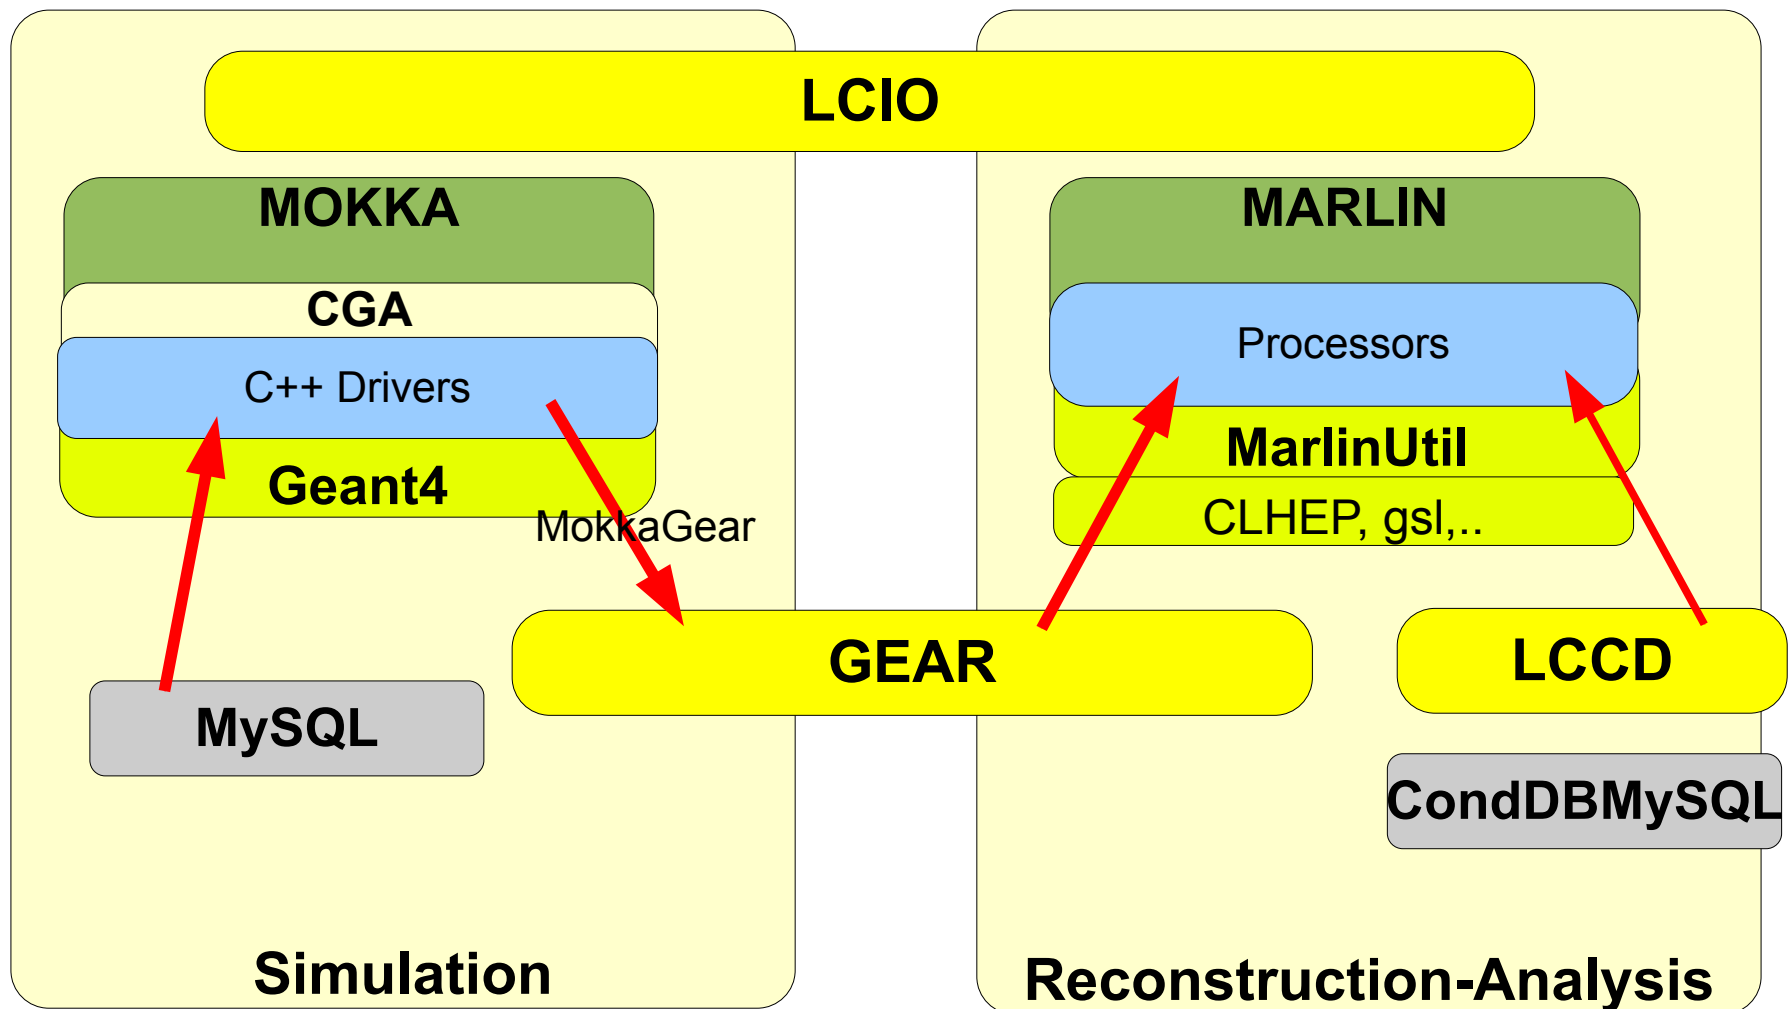 LCIO
MOKKA
CGA
C++ Drivers
Geant4
MokkaGear
MySQL
Simulation
GEAR
MARLIN
Processors
MarlinUtil
CLHEP, gsl,..
LCCD
CondDBMySQL
Reconstruction-Analysis